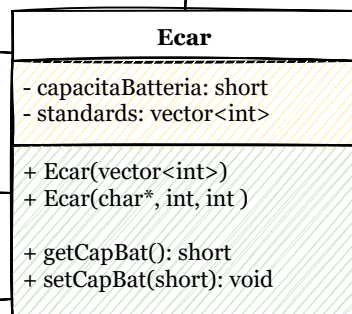 Ecar
- capacitaBatteria: short
- standards: vector<int>
+ Ecar(vector<int>)
+ Ecar(char*, int, int )
+ getCapBat(): short
+ setCapBat(short): void